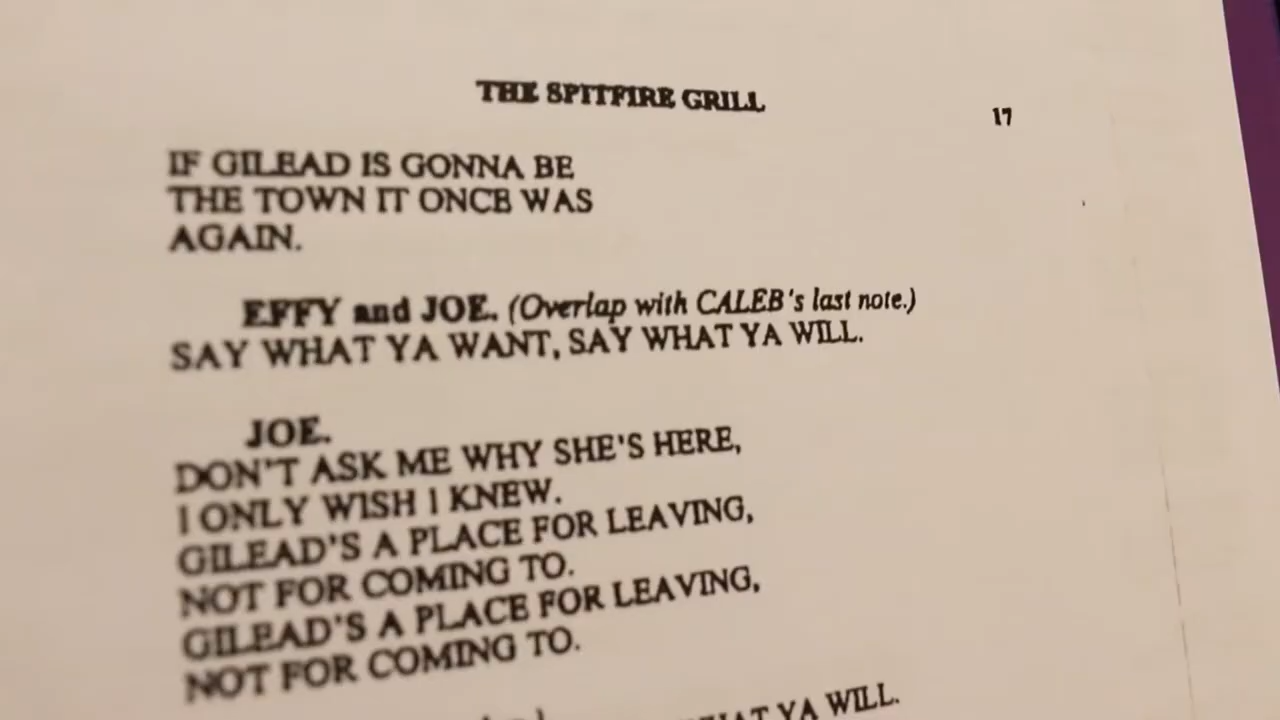 THE SPITFIRE GRILL
17
IF GILEAD IS GONNA BE
THE TOWN IT ONCE WAS
AGAIN.
EFFY and JOE. (Overlap with CALEB's last note.)
SAY WHAT YA WANT, SAY WHAT YA WILL.
JOE.
DON'T ASK ME WHY SHE'S HERE,
I ONLY WISH I KNEW.
GILEAD'S A PLACE FOR LEAVING,
NOT FOR COMING TO.
GILEAD'S A PLACE FOR LEAVING,
NOT FOR COMING TO.
WHAT YA WILL.